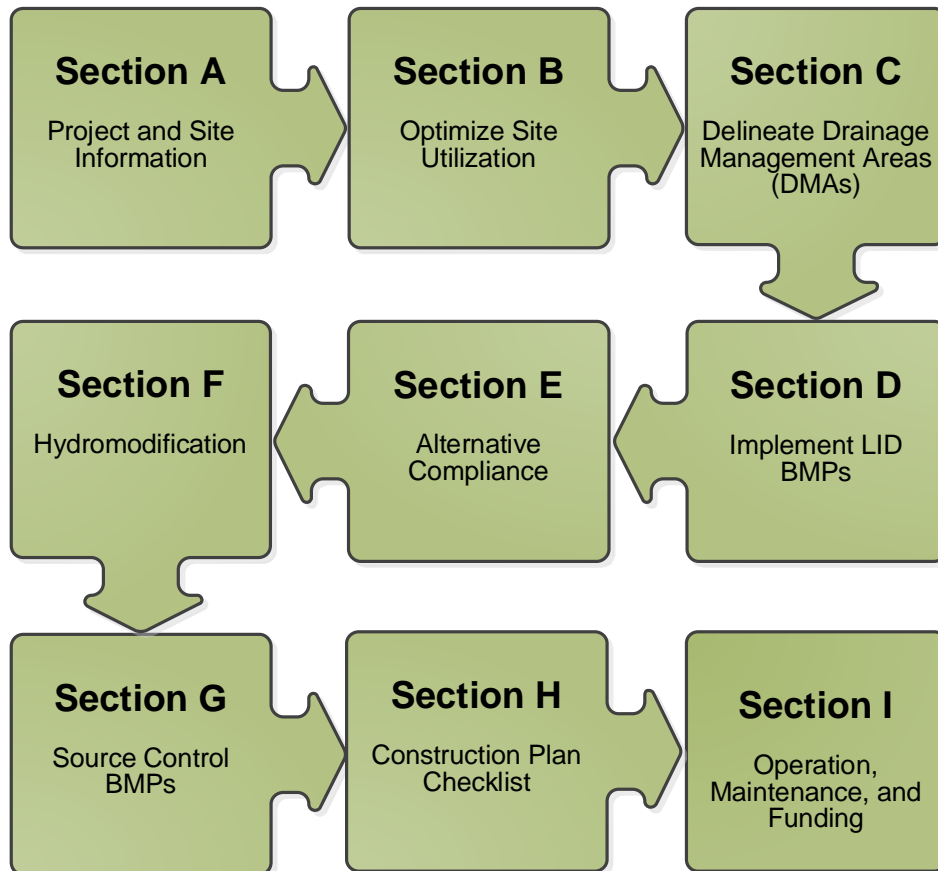 Section A
Project and Site
Information
Section B
Optimize Site
Utilization
Section C
Delineate Drainage
Management Areas
(DMAs)
Section D
Implement LID
BMPs
Section E
Alternative
Compliance
Section F
Hydromodification
Section G
Source Control
BMPs
Section H
Construction Plan
Checklist
Section I
Operation,
Maintenance, and
Funding